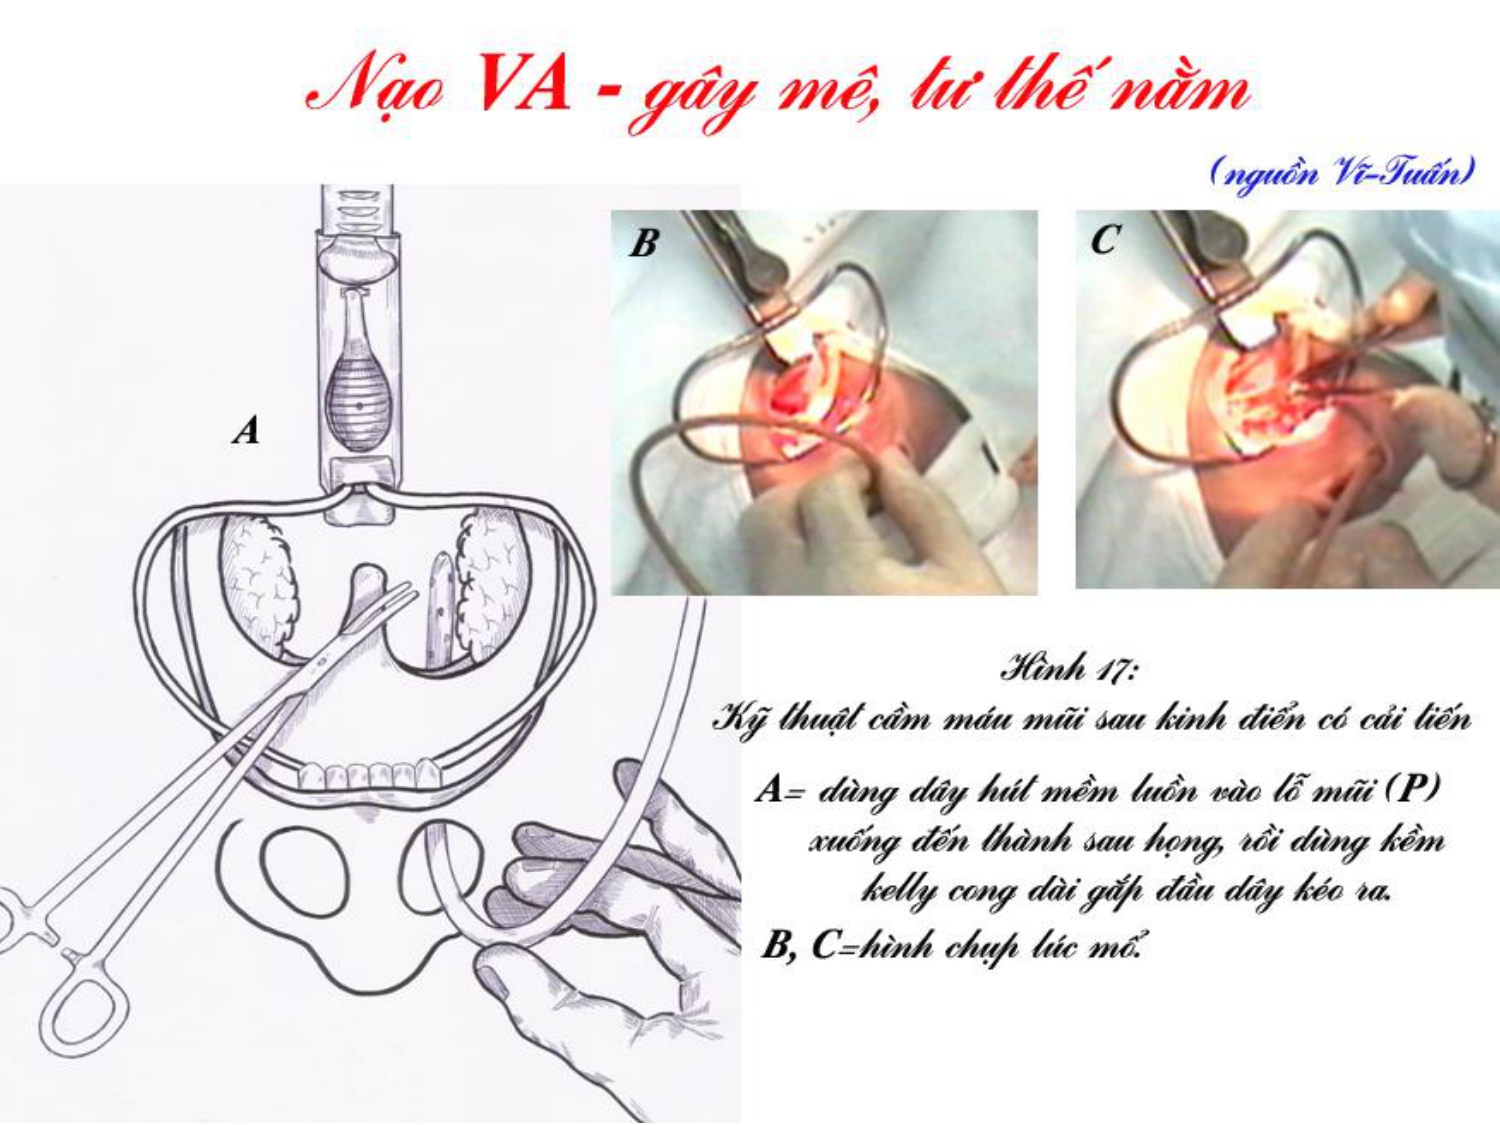 Nạo VA - gây mê, tư thế nằm
(nguồn Vĩ-Tuấn)
A
B
C
Hình 17:
Kỹ thuật cầm máu mũi sau kinh điển có cải tiến
A= dùng dây hút mềm luồn vào lỗ mũi (P)
xuống đến thành sau họng, rồi dùng kềm
kelly cong dài gắp đầu dây kéo ra.
B, C=hình chụp lúc mổ.